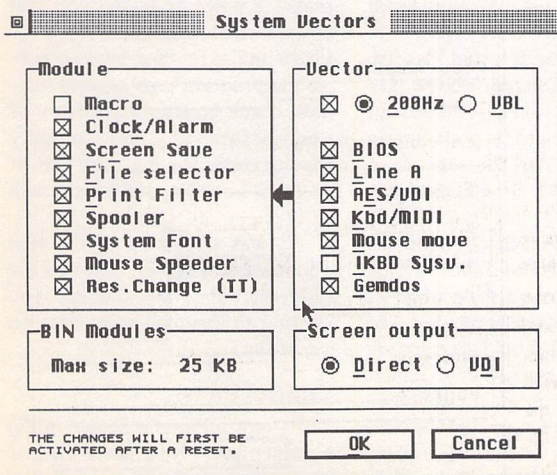 System Vectors
Module
Macro
Clock/Alarm
Screen Saver
File selector
Print Filter
Spooler
System Font
Mouse Speeder
Res.Change (TT)
Vector
200Hz VBL
BIOS
Line A
AES/VDI
Kbd/MIDI
Mouse move
IKBD Sysv.
Gemdos
BIN Modules
Max size: 25 KB
Screen output
Direct VDI
THE CHANGES WILL FIRST BE
ACTIVATED AFTER A RESET.
OK Cancel